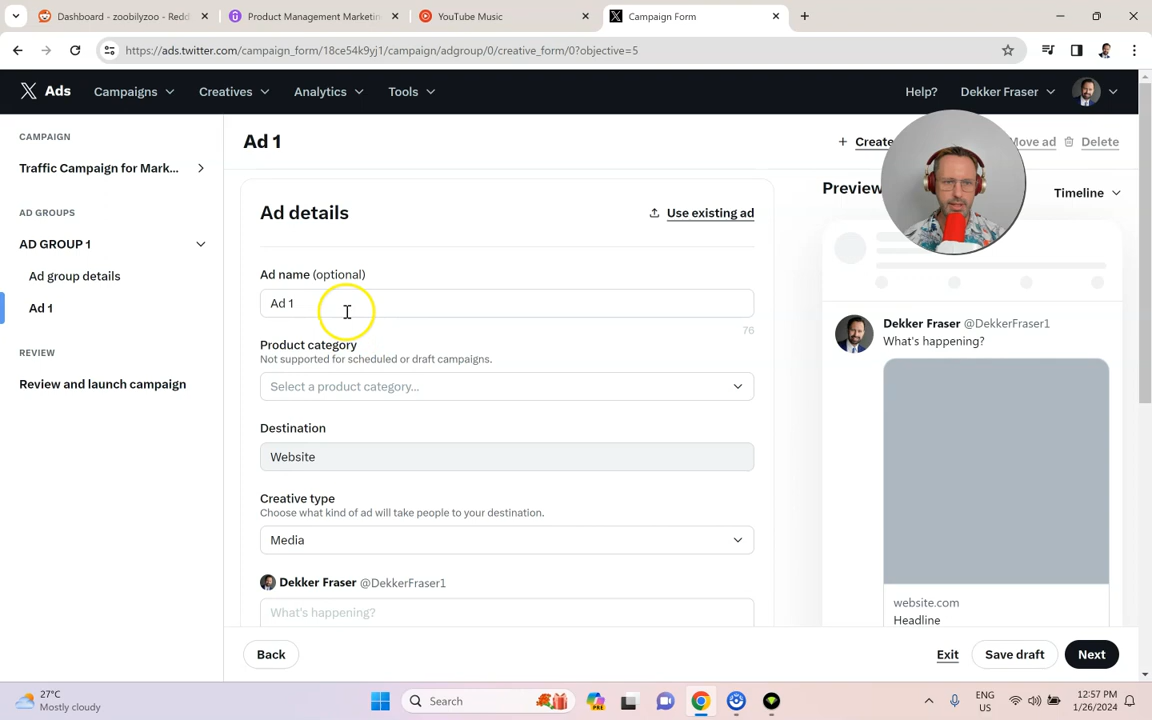 Dashboard - zoobilyzoo - Redd
Product Management Marketin
YouTube Music
Campaign Form
https://ads.twitter.com/campaign_form/18ce54k9yj1/campaign/adgroup/0/creative_form/0?objective=5
X Ads Campaigns Creatives Analytics Tools Help? Dekker Fraser
CAMPAIGN
Traffic Campaign for Mark...
AD GROUPS
AD GROUP 1
Ad group details
Ad 1
REVIEW
Review and launch campaign
Ad 1
+ Create
Move ad
Delete
Ad details
Use existing ad
Ad name (optional)
Ad 1
76
Product category
Not supported for scheduled or draft campaigns.
Select a product category...
Destination
Website
Creative type
Choose what kind of ad will take people to your destination.
Media
Dekker Fraser @DekkerFraser1
What's happening?
Preview
Timeline
Dekker Fraser @DekkerFraser1
What's happening?
website.com
Headline
Back
Exit
Save draft
Next
27°C
Mostly cloudy
Search
PRE
ENG
US
12:57 PM
1/26/2024